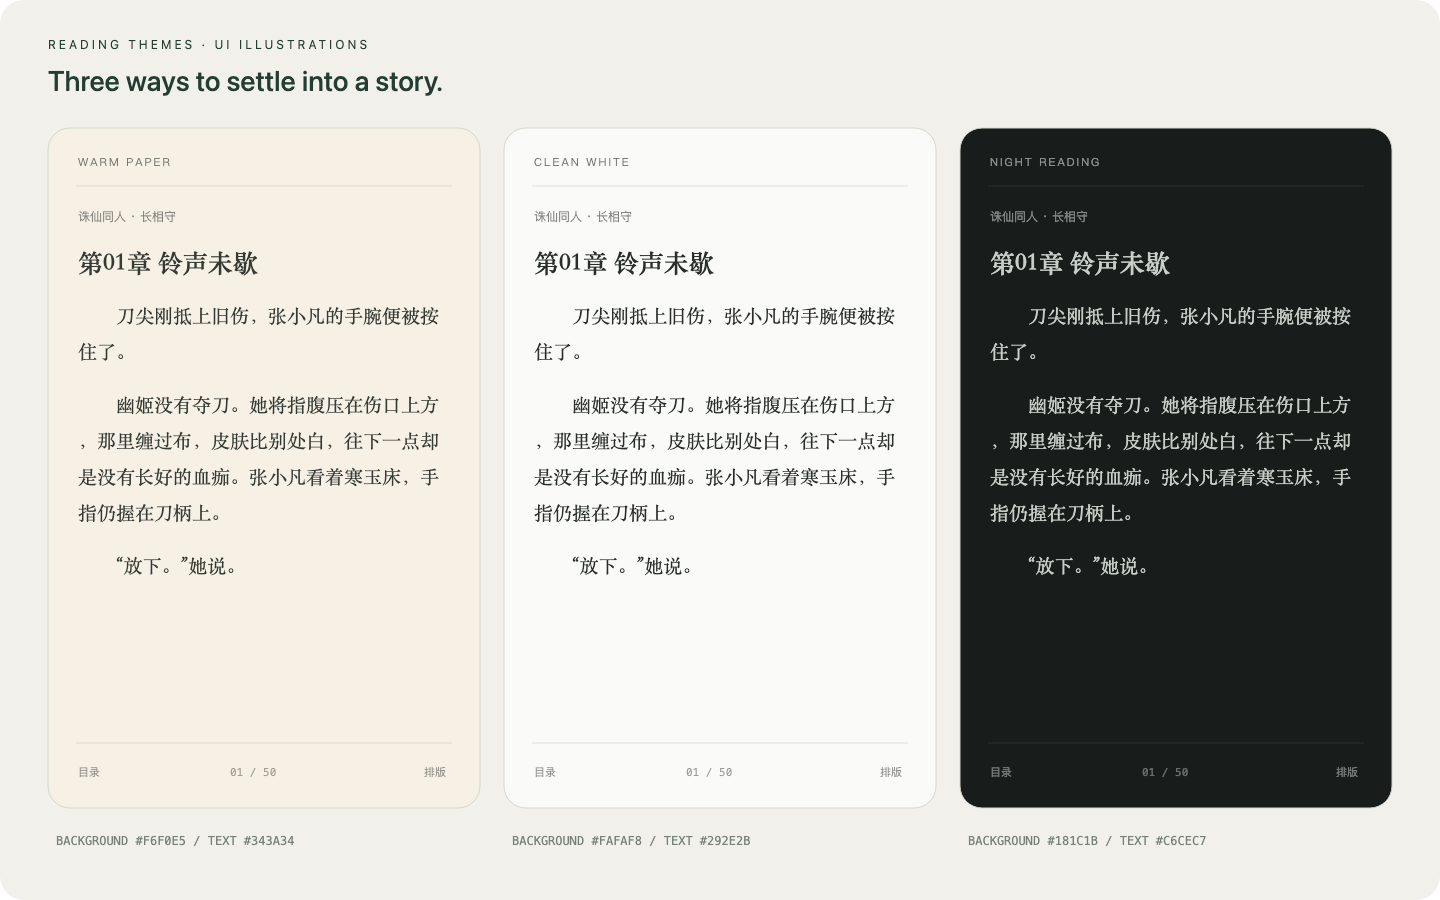 READING THEMES · UI ILLUSTRATIONS
Three ways to settle into a story.
WARM PAPER
诛仙同人 · 长相守
第01章 铃声未歇
刀尖刚抵上旧伤，张小凡的手腕便被按
住了。
幽姬没有夺刀。她将指腹压在伤口上方
，那里缠过布，皮肤比别处白，往下一点却
是没有长好的血痂。张小凡看着寒玉床，手
指仍握在刀柄上。
“放下。”她说。
目录 01 / 50 排版
BACKGROUND #F6F0E5 / TEXT #343A34
CLEAN WHITE
诛仙同人 · 长相守
第01章 铃声未歇
刀尖刚抵上旧伤，张小凡的手腕便被按
住了。
幽姬没有夺刀。她将指腹压在伤口上方
，那里缠过布，皮肤比别处白，往下一点却
是没有长好的血痂。张小凡看着寒玉床，手
指仍握在刀柄上。
“放下。”她说。
目录 01 / 50 排版
BACKGROUND #FAFAF8 / TEXT #292E2B
NIGHT READING
诛仙同人 · 长相守
第01章 铃声未歇
刀尖刚抵上旧伤，张小凡的手腕便被按
住了。
幽姬没有夺刀。她将指腹压在伤口上方
，那里缠过布，皮肤比别处白，往下一点却
是没有长好的血痂。张小凡看着寒玉床，手
指仍握在刀柄上。
“放下。”她说。
目录 01 / 50 排版
BACKGROUND #181C1B / TEXT #C6CEC7